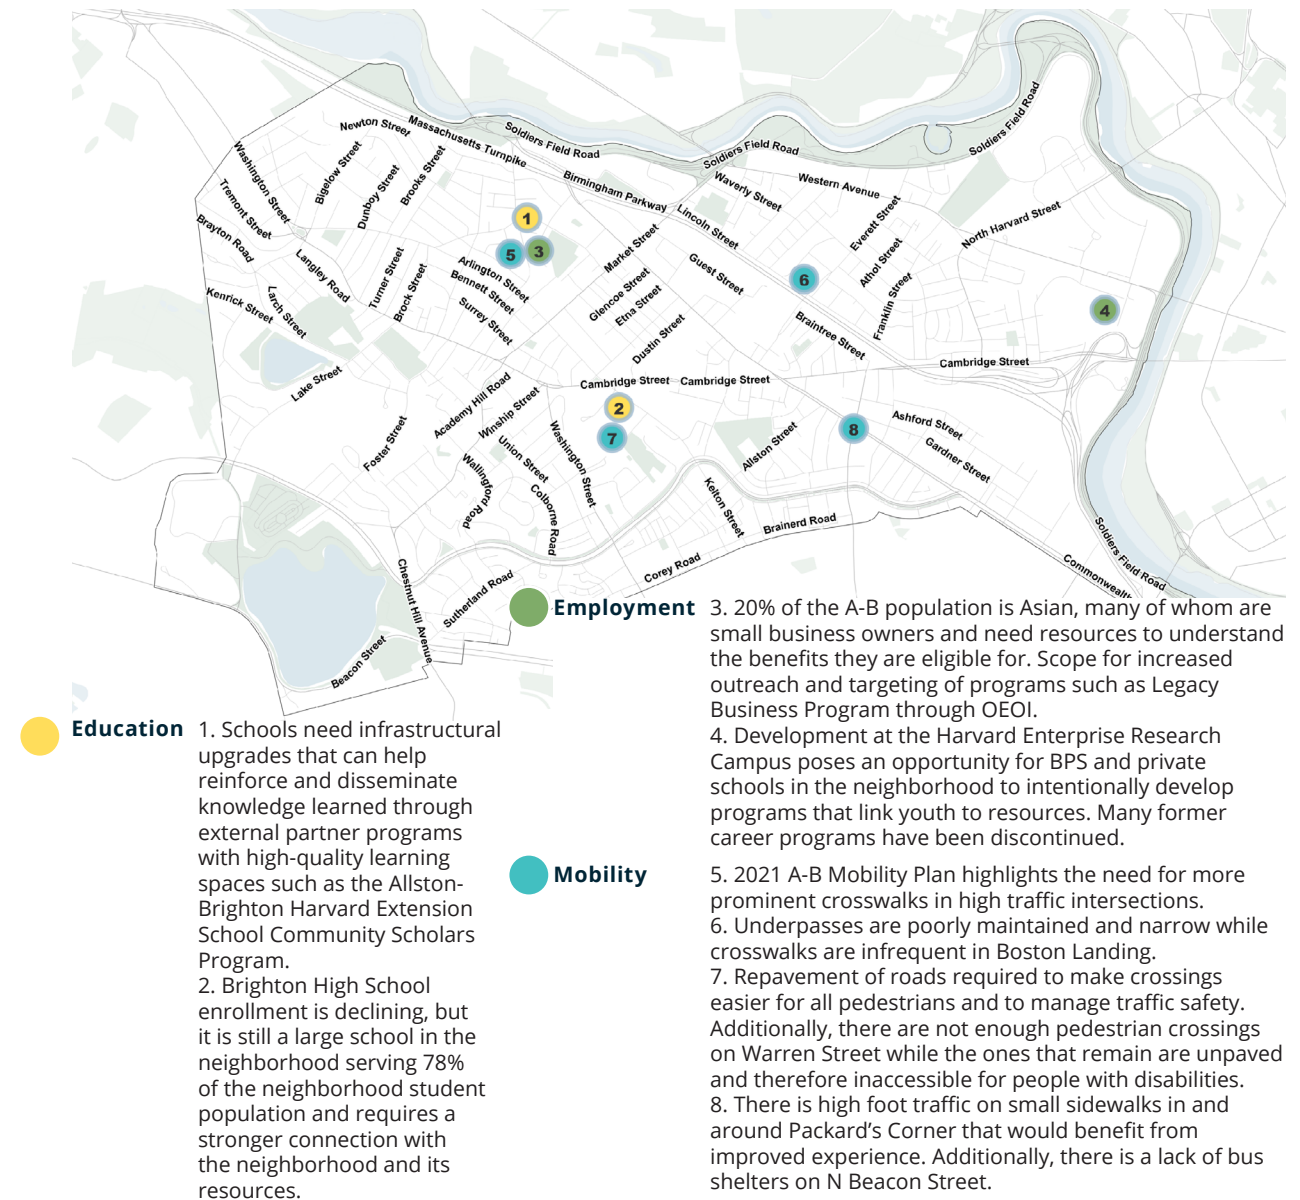 Newton Street
Massachusetts Turnpike
Soldiers Field Road
Soldiers Field Road
Soldiers Field Road
Washington Street
Bigelow Street
Dunboy Street
Brooks Street
Birmingham Parkway
Waverly Street
Western Avenue
Tremont Street
Brayton Road
Lincoln Street
Everett Street
North Harvard Street
1
5
3
Market Street
Langley Road
Turner Street
Brock Street
Arlington Street
Bennett Street
Surrey Street
Guest Street
Athol Street
6
Glencoe Street
Etna Street
Franklin Street
Kenrick Street
Larch Street
Dustin Street
Braintree Street
4
Lake Street
Cambridge Street
Cambridge Street
Cambridge Street
Academy Hill Road
Winship Street
2
7
8
Ashford Street
Gardner Street
Foster Street
Union Street
Washington Street
Allston Street
Wallingford Road
Colborne Road
Kelton Street
Brainerd Road
Corey Road
Soldiers Field Road
Commonwealth
Chestnut Hill Avenue
Sutherland Road
Beacon Street
Education
1. Schools need infrastructural
upgrades that can help
reinforce and disseminate
knowledge learned through
external partner programs
with high-quality learning
spaces such as the Allston-
Brighton Harvard Extension
School Community Scholars
Program.
2. Brighton High School
enrollment is declining, but
it is still a large school in the
neighborhood serving 78%
of the neighborhood student
population and requires a
stronger connection with
the neighborhood and its
resources.
Employment
3. 20% of the A-B population is Asian, many of whom are
small business owners and need resources to understand
the benefits they are eligible for. Scope for increased
outreach and targeting of programs such as Legacy
Business Program through OEOI.
4. Development at the Harvard Enterprise Research
Campus poses an opportunity for BPS and private
schools in the neighborhood to intentionally develop
programs that link youth to resources. Many former
career programs have been discontinued.
Mobility
5. 2021 A-B Mobility Plan highlights the need for more
prominent crosswalks in high traffic intersections.
6. Underpasses are poorly maintained and narrow while
crosswalks are infrequent in Boston Landing.
7. Repavement of roads required to make crossings
easier for all pedestrians and to manage traffic safety.
Additionally, there are not enough pedestrian crossings
on Warren Street while the ones that remain are unpaved
and therefore inaccessible for people with disabilities.
8. There is high foot traffic on small sidewalks in and
around Packard’s Corner that would benefit from
improved experience. Additionally, there is a lack of bus
shelters on N Beacon Street.